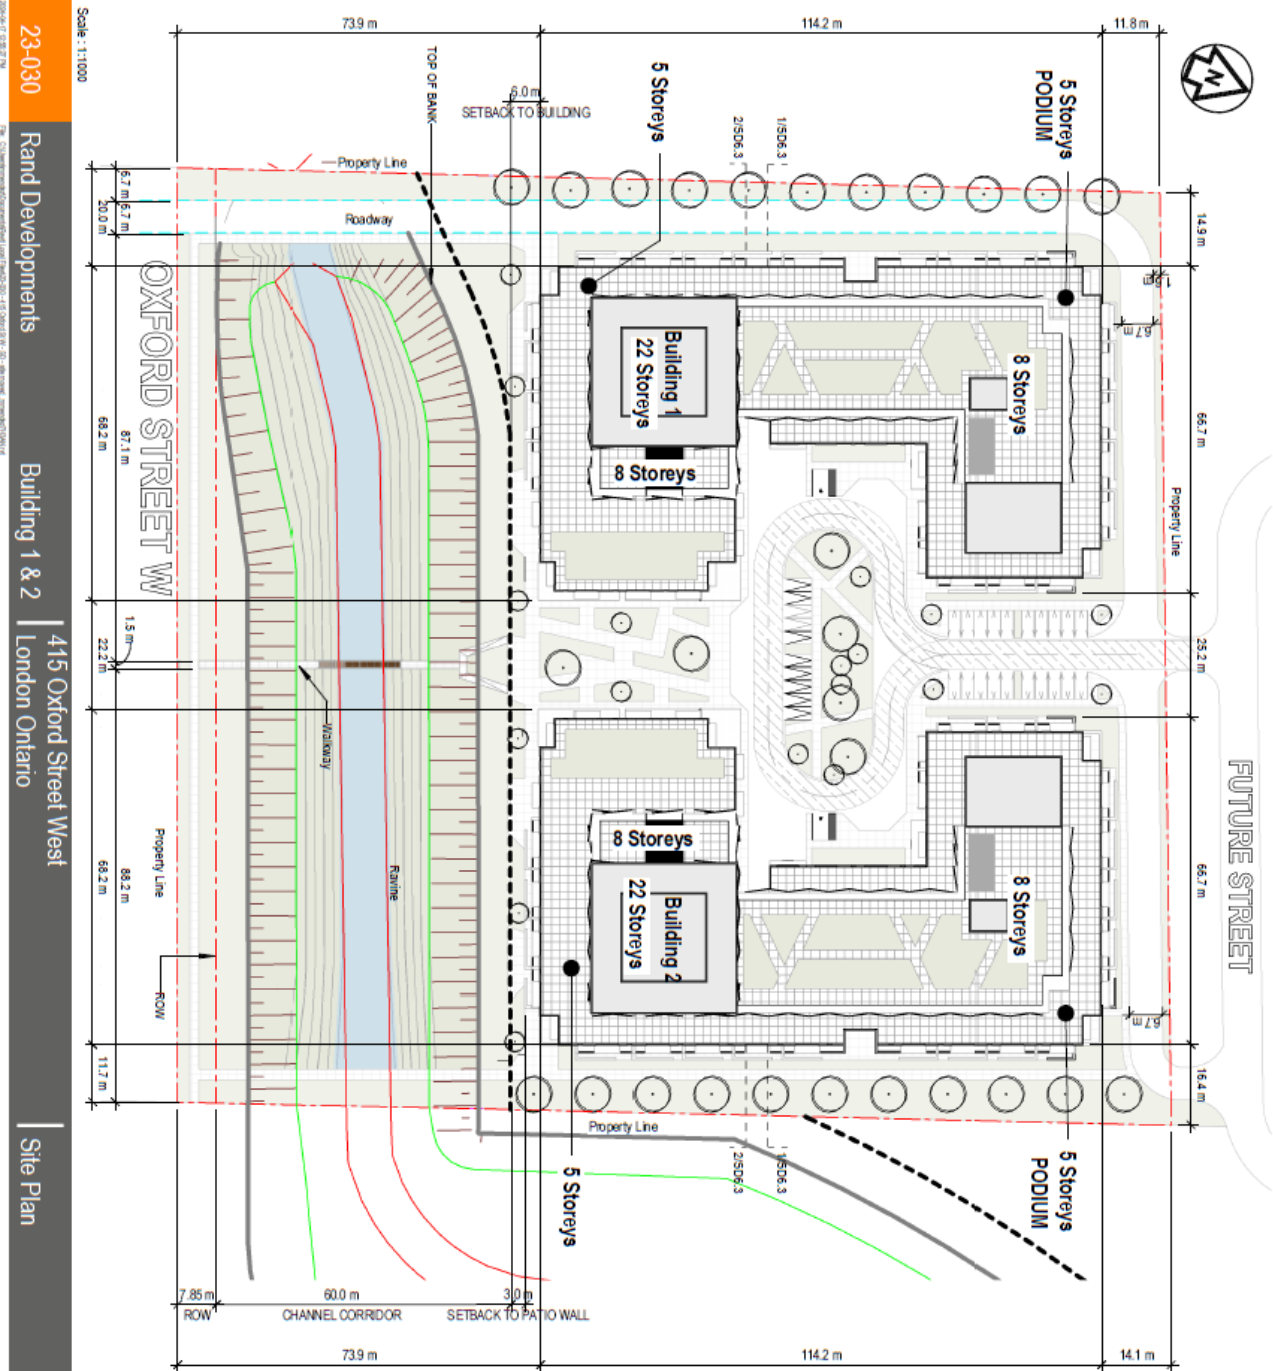 73.9 m
114.2 m
11.8 m
Scale : 1:1000
23-030
Rand Developments
Building 1 & 2
415 Oxford Street West
London Ontario
Site Plan
N
TOP OF BANK
6.0 m
SETBACK TO BUILDING
5 Storeys
5 Storeys
PODIUM
2/SD6.3
1/SD6.3
Property Line
Roadway
6.7 m
6.7 m
20.0 m
14.9 m
6.7 m
OXFORD STREET W
Building 1
22 Storeys
8 Storeys
8 Storeys
87.1 m
68.2 m
66.7 m
Property Line
1.5 m
22.2 m
25.2 m
Walkway
FUTURE STREET
Property Line
88.2 m
68.2 m
Ravine
8 Storeys
Building 2
22 Storeys
8 Storeys
66.7 m
ROW
6.7 m
11.7 m
16.4 m
Property Line
2/SD6.3
1/SD6.3
5 Storeys
5 Storeys
PODIUM
7.85 m
60.0 m
3.0 m
ROW
CHANNEL CORRIDOR
SETBACK TO PATIO WALL
73.9 m
114.2 m
14.1 m